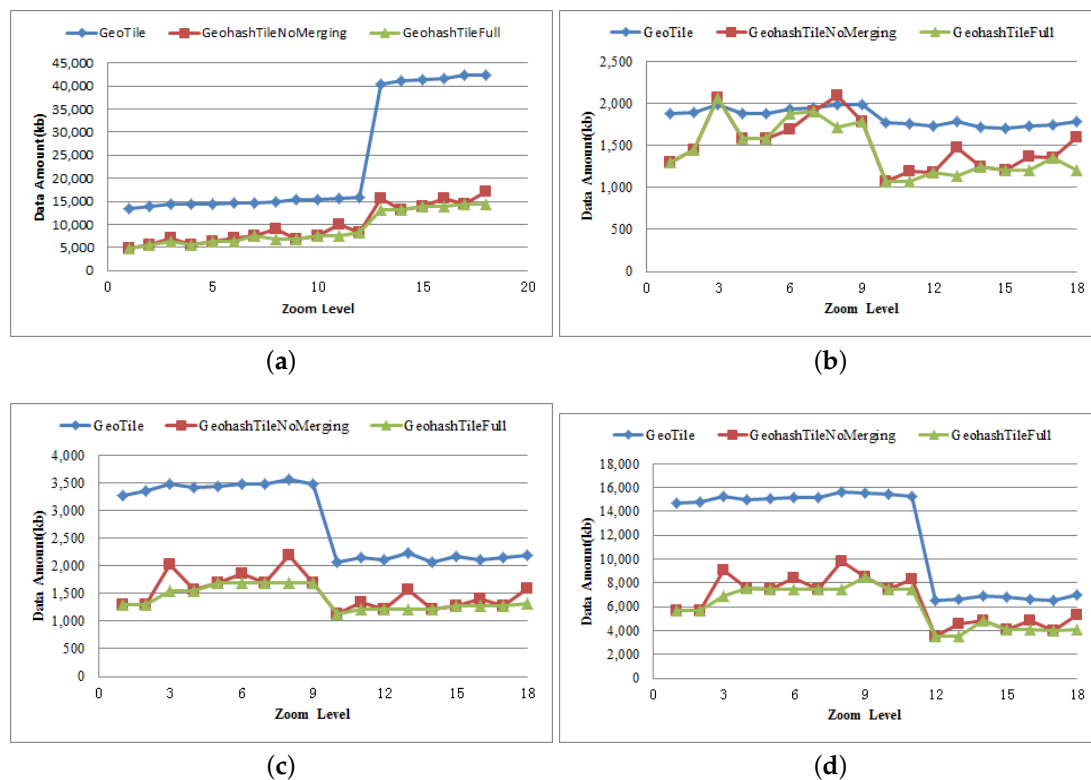 GeoTile GeohashTileNoMerging GeohashTileFull
45,000
40,000
35,000
30,000
25,000
20,000
15,000
10,000
5,000
0
Data Amount(kb)
0 5 10 15 20
Zoom Level
(a)
GeoTile GeohashTileNoMerging GeohashTileFull
2,500
2,000
1,500
1,000
500
0
Data Amount(kb)
0 3 6 9 12 15 18
Zoom Level
(b)
GeoTile GeohashTileNoMerging GeohashTileFull
4,000
3,500
3,000
2,500
2,000
1,500
1,000
500
0
Data Amount(kb)
0 3 6 9 12 15 18
Zoom Level
(c)
GeoTile GeohashTileNoMerging GeohashTileFull
18,000
16,000
14,000
12,000
10,000
8,000
6,000
4,000
2,000
0
Data Amount(kb)
0 3 6 9 12 15 18
Zoom Level
(d)